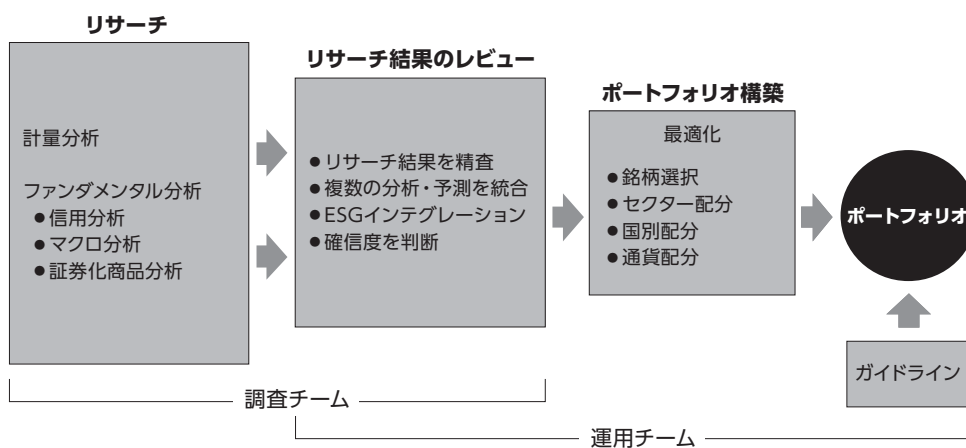 リサーチ
計量分析
ファンダメンタル分析
●信用分析
●マクロ分析
●証券化商品分析
リサーチ結果のレビュー
●リサーチ結果を精査
●複数の分析・予測を統合
●ESGインテグレーション
●確信度を判断
ポートフォリオ構築
最適化
●銘柄選択
●セクター配分
●国別配分
●通貨配分
ポートフォリオ
ガイドライン
調査チーム
運用チーム